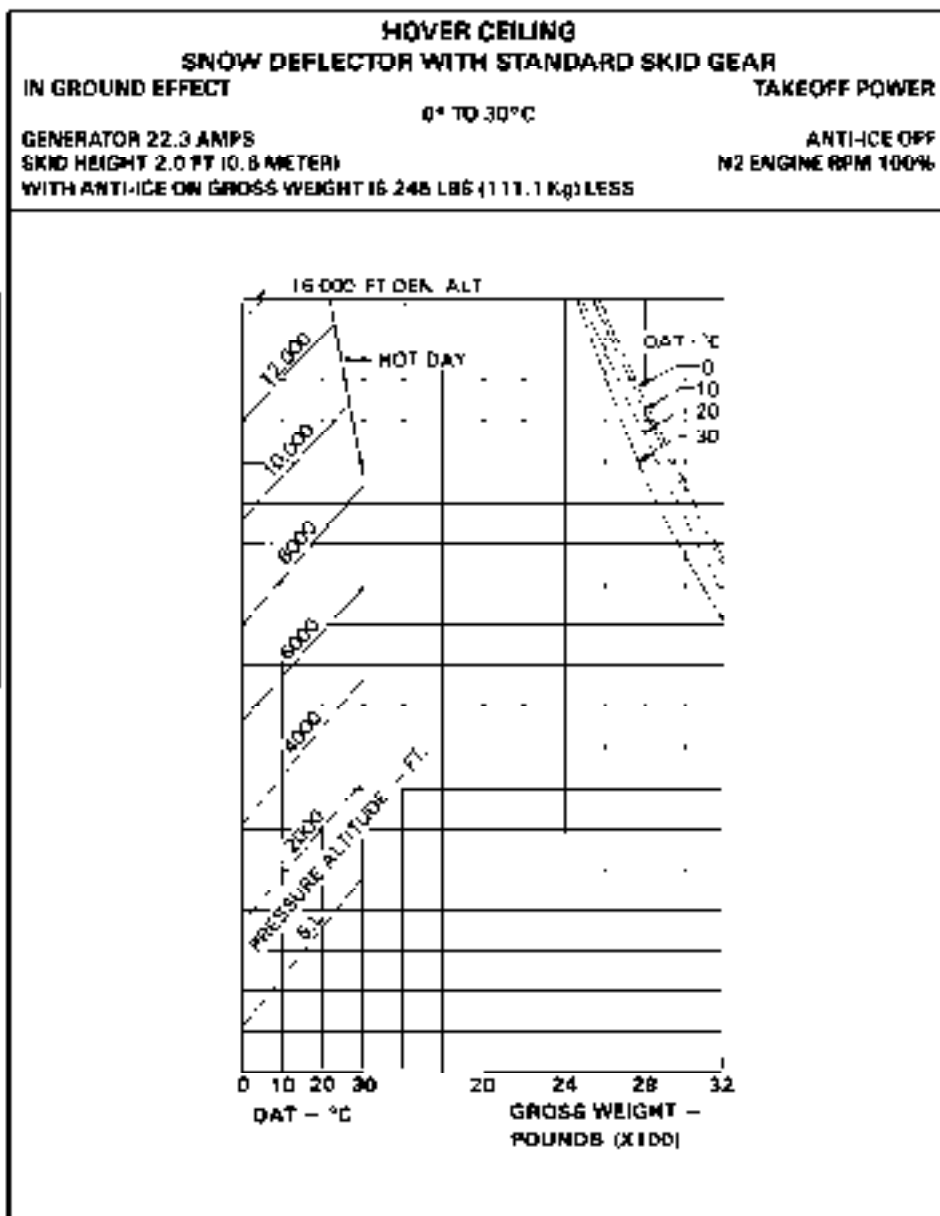 HOVER CEILING
SNOW DEFLECTOR WITH STANDARD SKID GEAR
IN GROUND EFFECT
TAKEOFF POWER
0° TO 30°C
GENERATOR 22.3 AMPS
ANTI-ICE OFF
SKID HEIGHT 2.0 FT (0.6 METER)
N2 ENGINE RPM 100%
WITH ANTI-ICE ON GROSS WEIGHT IS 245 LBS (111.1 Kg) LESS
16 000 FT DEN. ALT
12,000
HOT DAY
OAT - °C
0
10
20
30
10,000
8000
6000
4000
2000
PRESSURE ALTITUDE - FT.
S.L.
0 10 20 30 20 24 28 32
OAT - °C
GROSS WEIGHT -
POUNDS (X100)